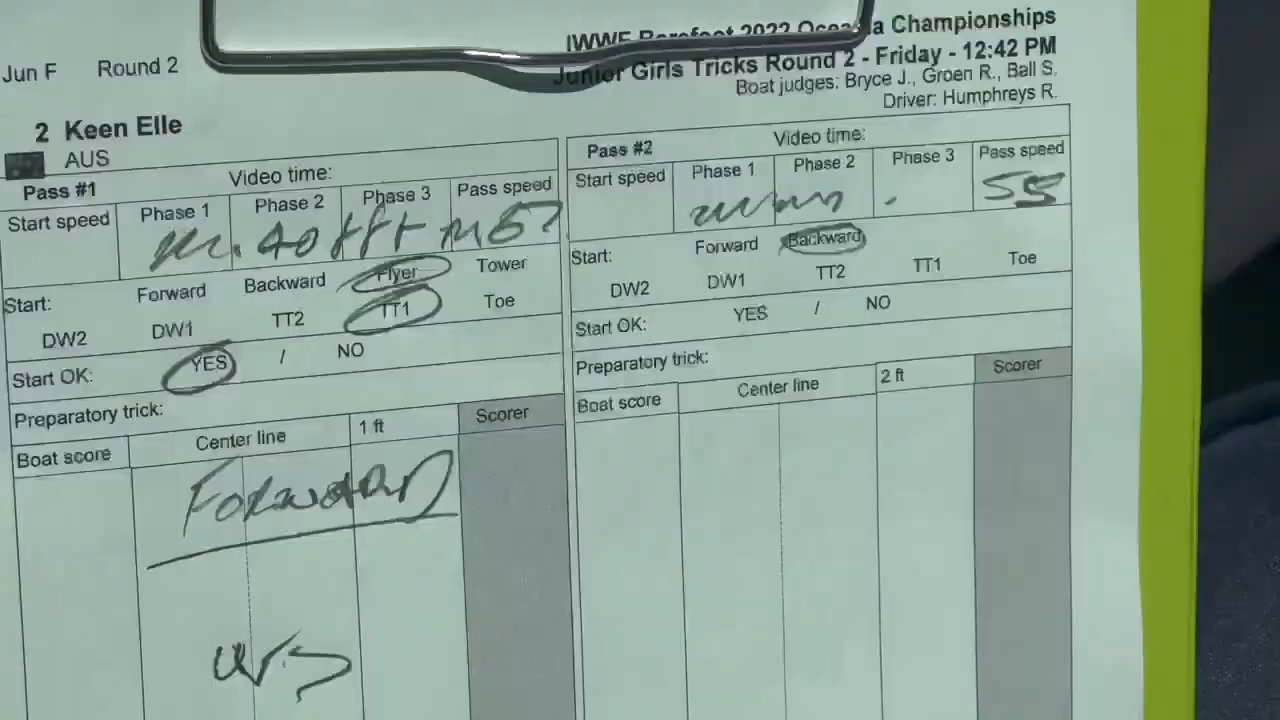 IWWF Barefoot 2022 Oceania Championships
Jun F Round 2
Junior Girls Tricks Round 2 - Friday - 12:42 PM
Boat judges: Bryce J., Groen R., Ball S.
Driver: Humphreys R.
2 Keen Elle
AUS
Pass #1 Video time:
Start speed Phase 1 Phase 2 Phase 3 Pass speed
40
Start: Forward Backward Flyer Tower
DW2 DW1 TT2 TT1 Toe
Start OK: YES / NO
Preparatory trick:
Boat score Center line 1 ft Scorer
Forward
Pass #2 Video time:
Start speed Phase 1 Phase 2 Phase 3 Pass speed
55
Start: Forward Backward
DW2 DW1 TT2 TT1 Toe
Start OK: YES / NO
Preparatory trick:
Boat score Center line 2 ft Scorer